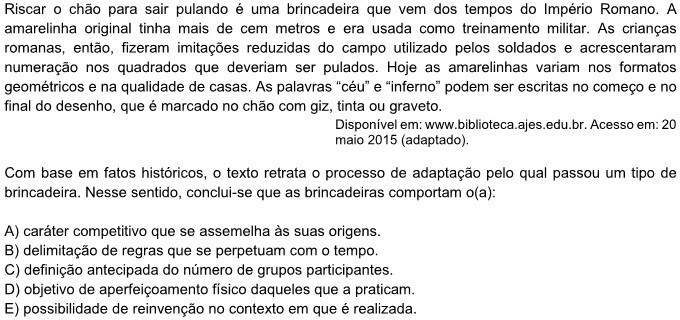 Riscar o chão para sair pulando é uma brincadeira que vem dos tempos do Império Romano. A
amarelinha original tinha mais de cem metros e era usada como treinamento militar. As crianças
romanas, então, fizeram imitações reduzidas do campo utilizado pelos soldados e acrescentaram
numeração nos quadrados que deveriam ser pulados. Hoje as amarelinhas variam nos formatos
geométricos e na qualidade de casas. As palavras “céu” e “inferno” podem ser escritas no começo e no
final do desenho, que é marcado no chão com giz, tinta ou graveto.
Disponível em: www.biblioteca.ajes.edu.br. Acesso em: 20
maio 2015 (adaptado).
Com base em fatos históricos, o texto retrata o processo de adaptação pelo qual passou um tipo de
brincadeira. Nesse sentido, conclui-se que as brincadeiras comportam o(a):
A) caráter competitivo que se assemelha às suas origens.
B) delimitação de regras que se perpetuam com o tempo.
C) definição antecipada do número de grupos participantes.
D) objetivo de aperfeiçoamento físico daqueles que a praticam.
E) possibilidade de reinvenção no contexto em que é realizada.